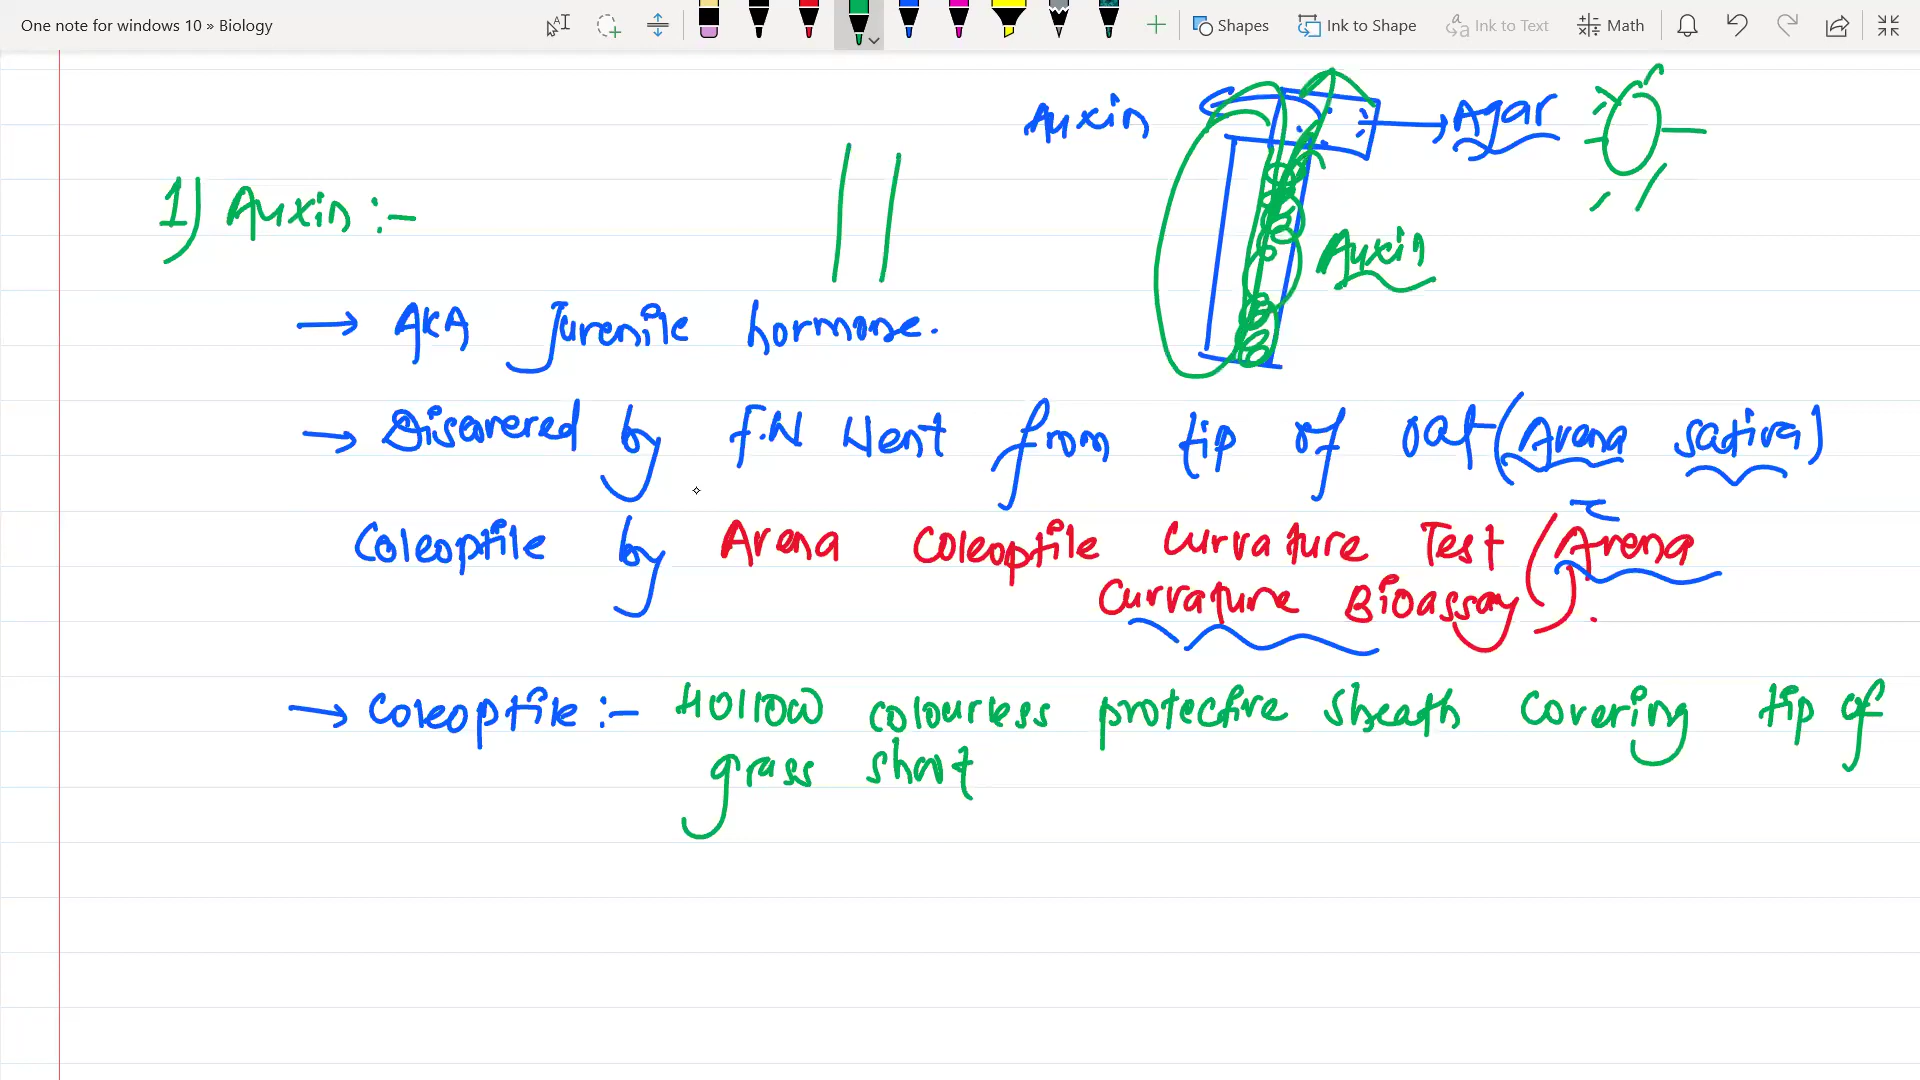 One note for windows 10 » Biology
Shapes
Ink to Shape
Ink to Text
Math
Auxin
Agar
1) Auxin :-
Auxin
→ AKA Juvenile hormone.
→ Discovered by F.W Went from tip of oat (Avena sativa)
Coleoptile by Avena Coleoptile Curvature Test (Avena
Curvature Bioassay).
→ Coleoptile :- Hollow colourless protective sheath covering tip of
grass shoot